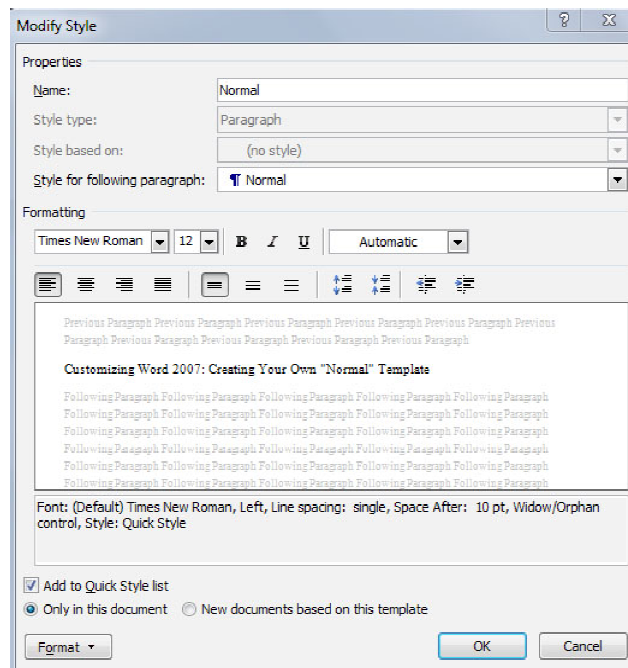 Modify Style
?
Properties
Name: Normal
Style type: Paragraph
Style based on: (no style)
Style for following paragraph: ¶ Normal
Formatting
Times New Roman 12 B I U Automatic
Previous Paragraph Previous Paragraph Previous Paragraph Previous Paragraph Previous Paragraph Previous
Paragraph Previous Paragraph Previous Paragraph Previous Paragraph Previous Paragraph
Customizing Word 2007: Creating Your Own "Normal" Template
Following Paragraph Following Paragraph Following Paragraph Following Paragraph Following Paragraph
Following Paragraph Following Paragraph Following Paragraph Following Paragraph Following Paragraph
Following Paragraph Following Paragraph Following Paragraph Following Paragraph Following Paragraph
Following Paragraph Following Paragraph Following Paragraph Following Paragraph Following Paragraph
Following Paragraph Following Paragraph Following Paragraph Following Paragraph Following Paragraph
Following Paragraph Following Paragraph Following Paragraph Following Paragraph Following Paragraph
Font: (Default) Times New Roman, Left, Line spacing: single, Space After: 10 pt, Widow/Orphan
control, Style: Quick Style
Add to Quick Style list
Only in this document New documents based on this template
Format OK Cancel